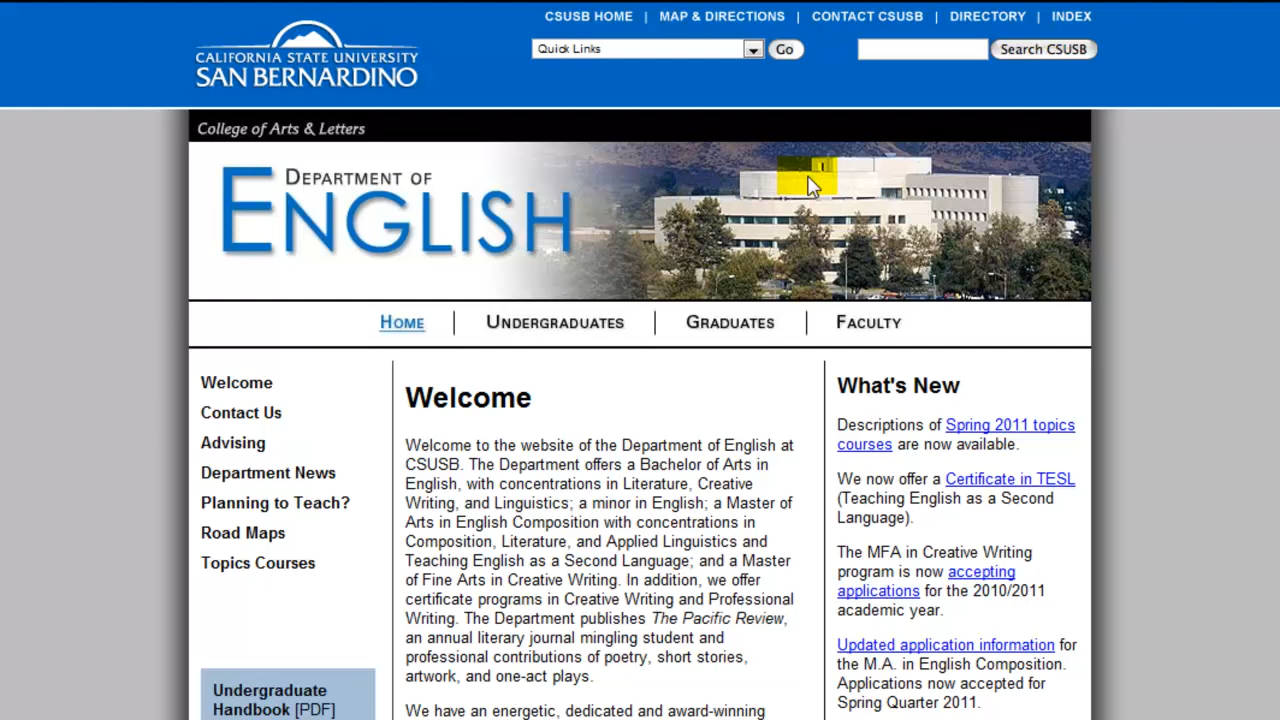 CSUSB HOME | MAP & DIRECTIONS | CONTACT CSUSB | DIRECTORY | INDEX
CALIFORNIA STATE UNIVERSITY
SAN BERNARDINO
Quick Links
Go
Search CSUSB
College of Arts & Letters
DEPARTMENT OF
ENGLISH
HOME | UNDERGRADUATES | GRADUATES | FACULTY
Welcome
Contact Us
Advising
Department News
Planning to Teach?
Road Maps
Topics Courses
Undergraduate
Handbook [PDF]
Welcome
Welcome to the website of the Department of English at
CSUSB. The Department offers a Bachelor of Arts in
English, with concentrations in Literature, Creative
Writing, and Linguistics; a minor in English; a Master of
Arts in English Composition with concentrations in
Composition, Literature, and Applied Linguistics and
Teaching English as a Second Language; and a Master
of Fine Arts in Creative Writing. In addition, we offer
certificate programs in Creative Writing and Professional
Writing. The Department publishes The Pacific Review,
an annual literary journal mingling student and
professional contributions of poetry, short stories,
artwork, and one-act plays.
We have an energetic, dedicated and award-winning
What's New
Descriptions of Spring 2011 topics
courses are now available.
We now offer a Certificate in TESL
(Teaching English as a Second
Language).
The MFA in Creative Writing
program is now accepting
applications for the 2010/2011
academic year.
Updated application information for
the M.A. in English Composition.
Applications now accepted for
Spring Quarter 2011.